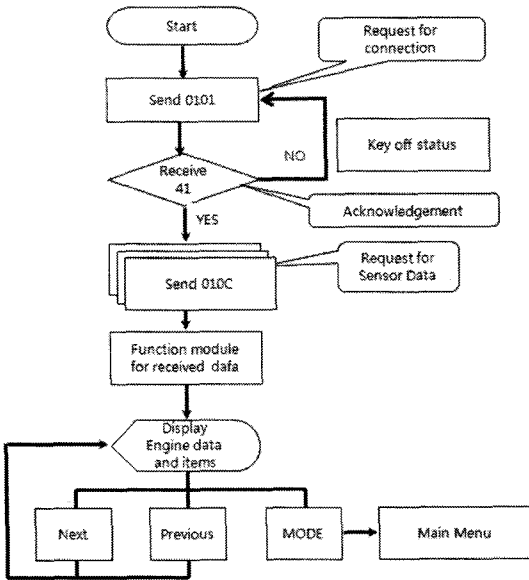 Start
Request for
connection
Send 0101
NO
Key off status
Receive
41
Acknowledgement
YES
Request for
Sensor Data
Send 010C
Function module
for received dafa
Display
Engine data
and items
Next
Previous
MODE
Main Menu